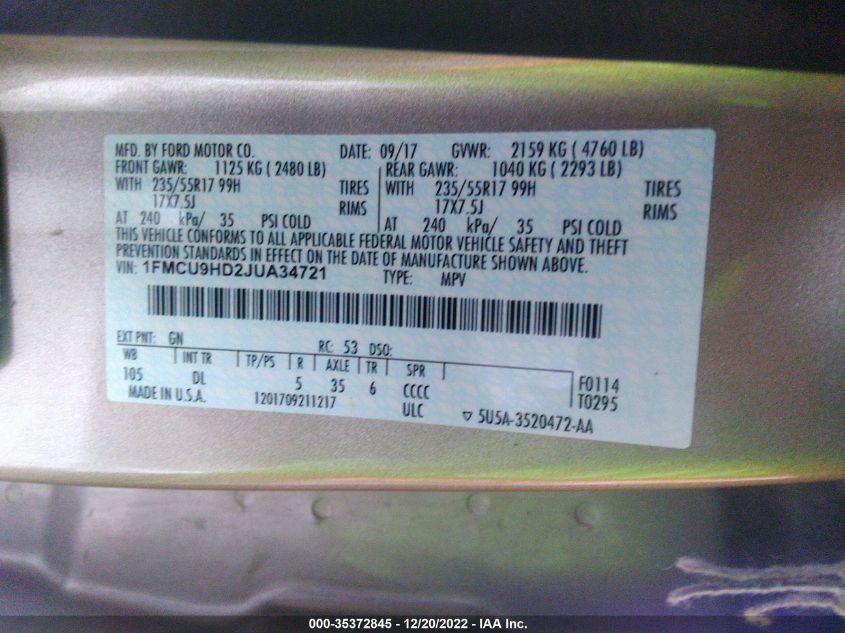 MFD. BY FORD MOTOR CO. DATE: 09/17 GVWR: 2159 KG ( 4760 LB)
FRONT GAWR: 1125 KG ( 2480 LB) REAR GAWR: 1040 KG ( 2293 LB)
WITH 235/55R17 99H TIRES WITH 235/55R17 99H TIRES
17X7.5J RIMS 17X7.5J RIMS
AT 240 kPa/ 35 PSI COLD AT 240 kPa/ 35 PSI COLD
THIS VEHICLE CONFORMS TO ALL APPLICABLE FEDERAL MOTOR VEHICLE SAFETY AND THEFT
PREVENTION STANDARDS IN EFFECT ON THE DATE OF MANUFACTURE SHOWN ABOVE.
VIN: 1FMCU9HD2JUA34721 TYPE: MPV
EXT PNT: GN RC: 53 DSO:
WB INT TR TP/PS R AXLE TR SPR
105 DL 5 35 6 CCCC F0114
MADE IN U.S.A. 1201709211217 ULC T0295
▽ 5U5A-3520472-AA
000-35372845 - 12/20/2022 - IAA Inc.